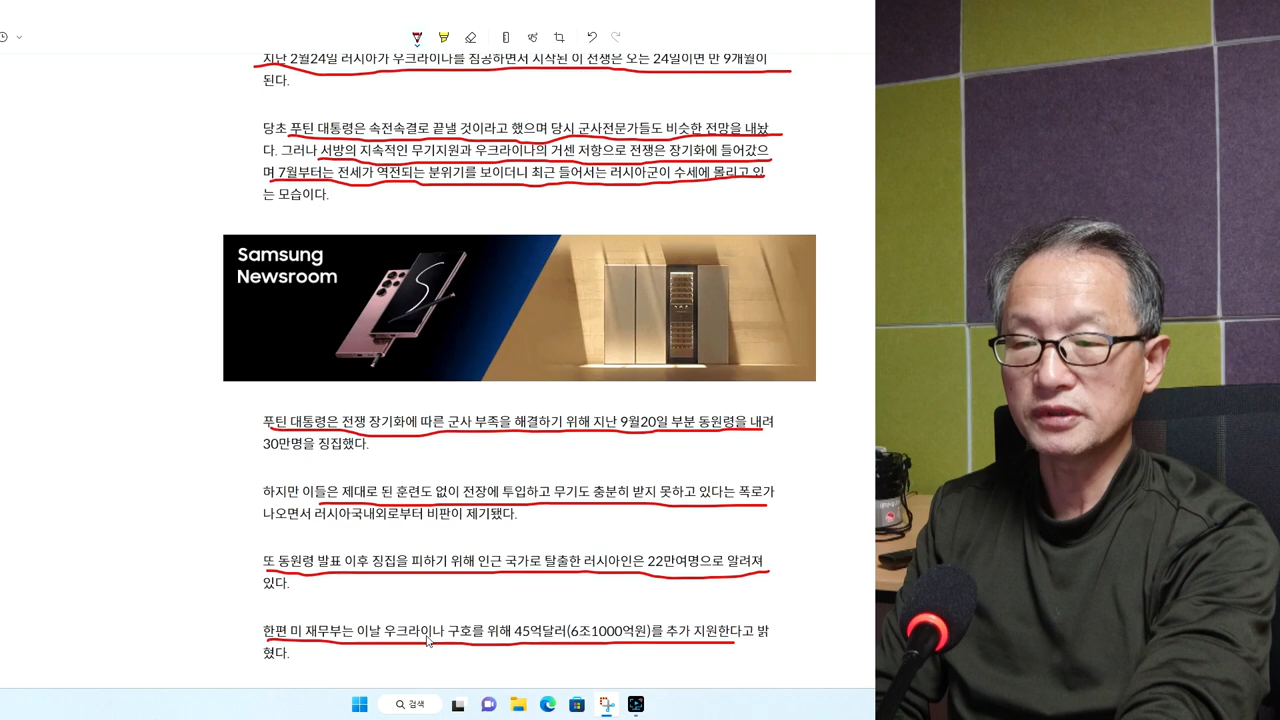 지난 2월24일 러시아가 우크라이나를 침공하면서 시작된 이 전쟁은 오는 24일이면 만 9개월이
된다.
당초 푸틴 대통령은 속전속결로 끝낼 것이라고 했으며 당시 군사전문가들도 비슷한 전망을 내놨
다. 그러나 서방의 지속적인 무기지원과 우크라이나의 거센 저항으로 전쟁은 장기화에 들어갔으
며 7월부터는 전세가 역전되는 분위기를 보이더니 최근 들어서는 러시아군이 수세에 몰리고 있
는 모습이다.
Samsung
Newsroom
푸틴 대통령은 전쟁 장기화에 따른 군사 부족을 해결하기 위해 지난 9월20일 부분 동원령을 내려
30만명을 징집했다.
하지만 이들은 제대로 된 훈련도 없이 전장에 투입하고 무기도 충분히 받지 못하고 있다는 폭로가
나오면서 러시아국내외로부터 비판이 제기됐다.
또 동원령 발표 이후 징집을 피하기 위해 인근 국가로 탈출한 러시아인은 22만여명으로 알려져
있다.
한편 미 재무부는 이날 우크라이나 구호를 위해 45억달러(6조1000억원)를 추가 지원한다고 밝
혔다.
검색